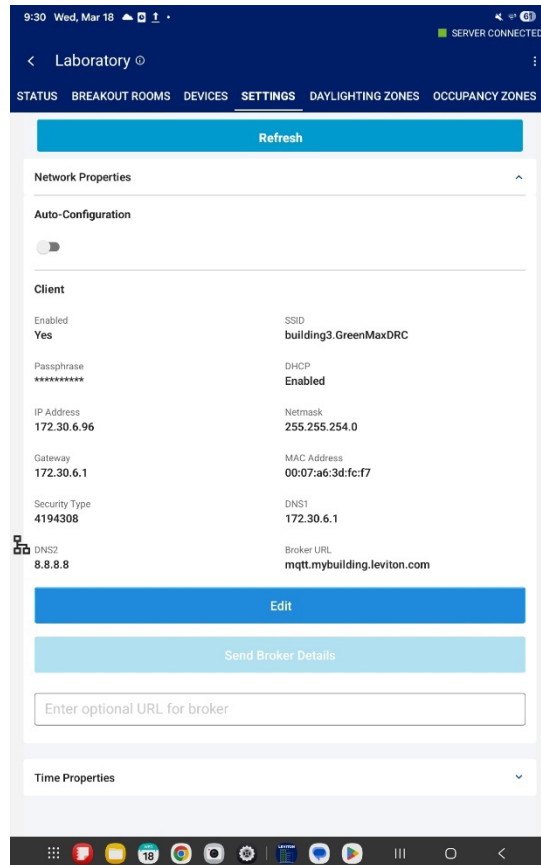 9:30 Wed, Mar 18
61
SERVER CONNECTED
Laboratory
STATUS BREAKOUT ROOMS DEVICES SETTINGS DAYLIGHTING ZONES OCCUPANCY ZONES
Refresh
Network Properties
Auto-Configuration
Client
Enabled SSID
Yes building3.GreenMaxDRC
Passphrase DHCP
********** Enabled
IP Address Netmask
172.30.6.96 255.255.254.0
Gateway MAC Address
172.30.6.1 00:07:a6:3d:fc:f7
Security Type DNS1
4194308 172.30.6.1
DNS2 Broker URL
8.8.8.8 mqtt.mybuilding.leviton.com
Edit
Send Broker Details
Enter optional URL for broker
Time Properties
18
LEVITON